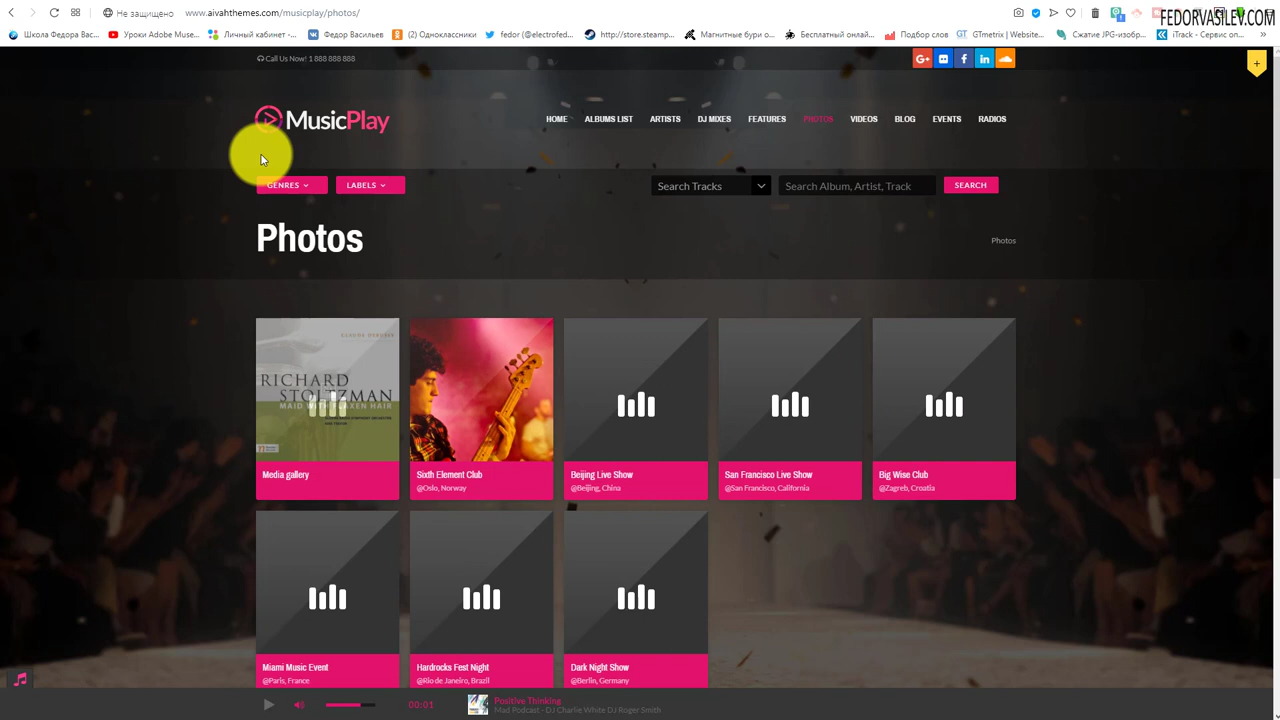 Не защищено
www.aivahthemes.com/musicplay/photos/
FEDORVASILEV.COM
Школа Федора Вас...
Уроки Adobe Muse...
Личный кабинет -...
Федор Васильев
(2) Одноклассники
fedor (@electrofed...
http://store.steamp...
Магнитные бури о...
Бесплатный онлай...
Подбор слов
GTmetrix | Website...
Сжатие JPG-изобр...
iTrack - Сервис оп...
Call Us Now! 1 888 888 888
MusicPlay
HOME ALBUMS LIST ARTISTS DJ MIXES FEATURES PHOTOS VIDEOS BLOG EVENTS RADIOS
GENRES LABELS Search Tracks Search Album, Artist, Track SEARCH
Photos
Photos
RICHARD
STOLTZMAN
MAID WITH FLAXEN HAIR
Media gallery
Sixth Element Club
@Oslo, Norway
Beijing Live Show
@Beijing, China
San Francisco Live Show
@San Francisco, California
Big Wise Club
@Zagreb, Croatia
Miami Music Event
@Paris, France
Hardrocks Fest Night
@Rio de Janeiro, Brazil
Dark Night Show
@Berlin, Germany
00:01
Positive Thinking
Mad Podcast - DJ Charlie White DJ Roger Smith